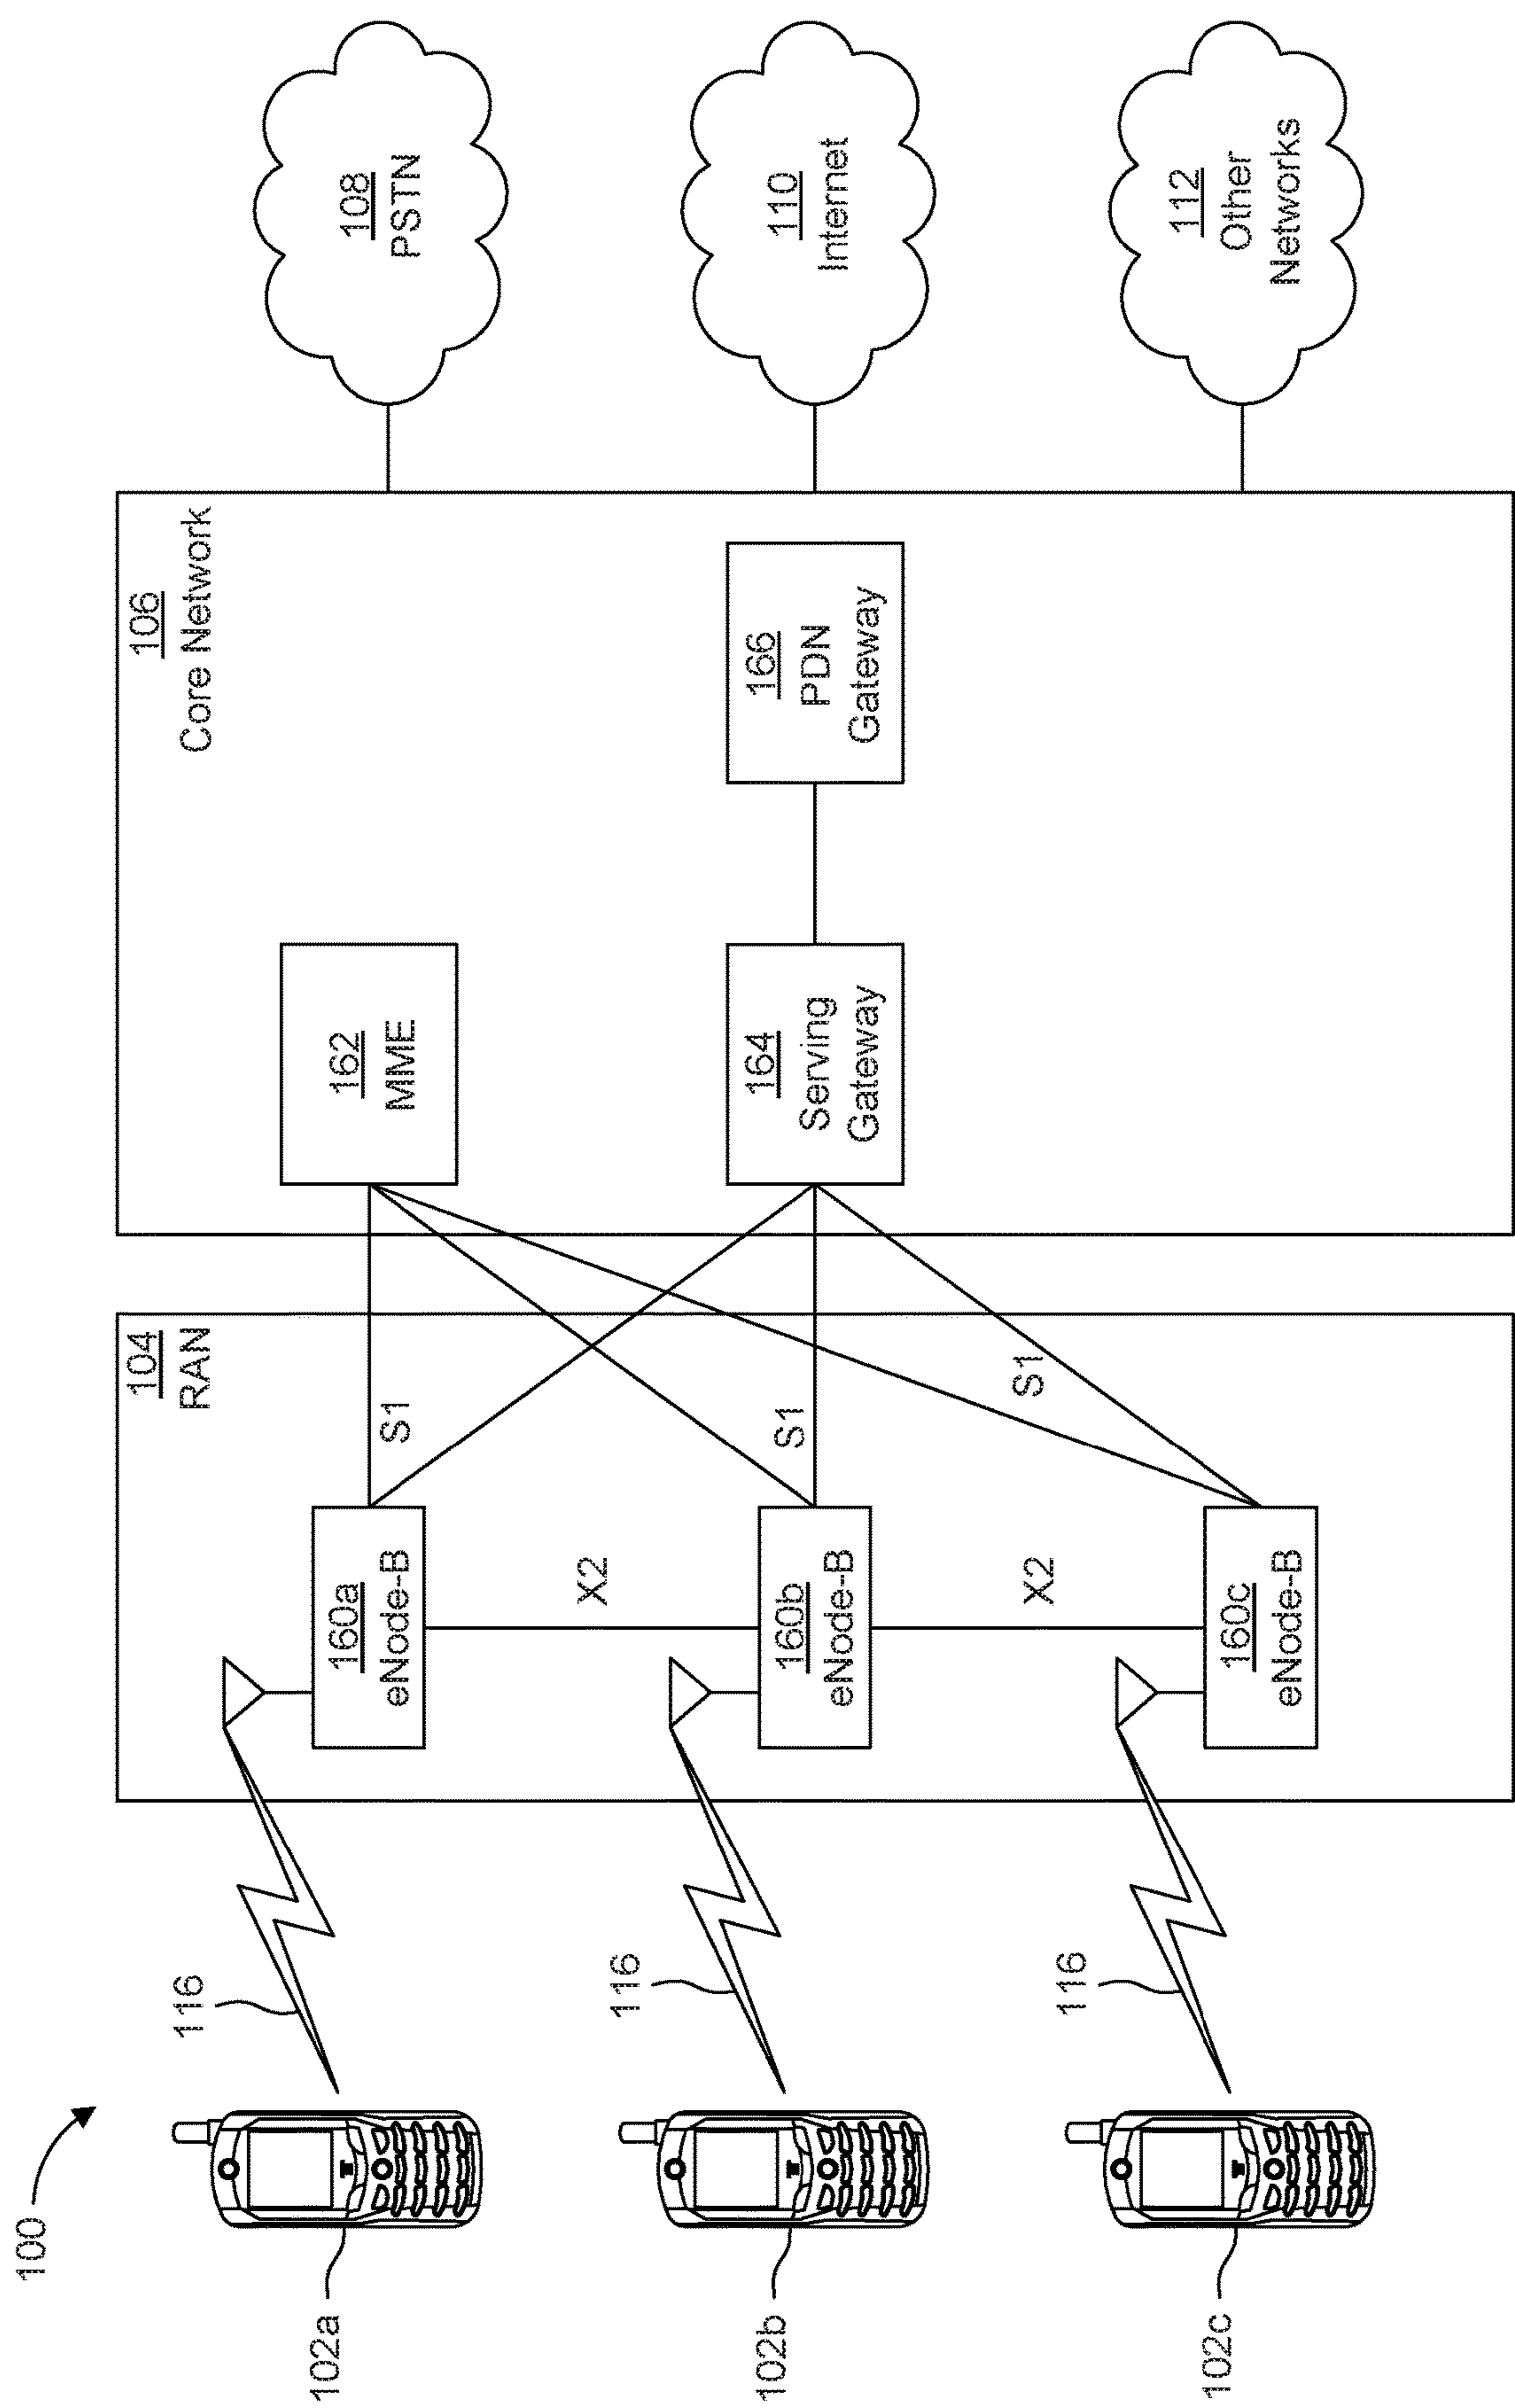 100
102a
102b
102c
116
116
116
104
RAN
160a
eNode-B
160b
eNode-B
160c
eNode-B
X2
X2
S1
S1
S1
106
Core Network
162
MME
164
Serving
Gateway
166
PDN
Gateway
108
PSTN
110
Internet
112
Other
Networks